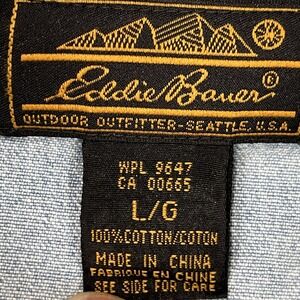 Eddie Bauer ©
OUTDOOR OUTFITTER-SEATTLE, U.S.A.
WPL 9647
CA 00665
L/G
100%COTTON/COTON
MADE IN CHINA
FABRIQUE EN CHINE
SEE SIDE FOR CARE